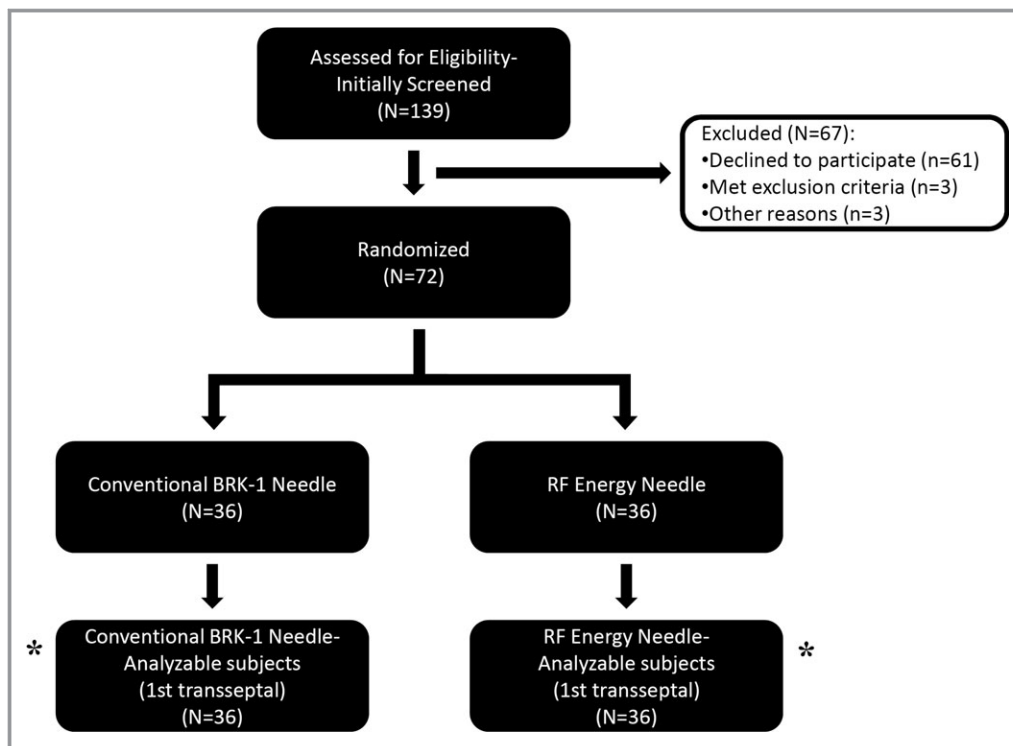 Assessed for Eligibility-
Initially Screened
(N=139)
Excluded (N=67):
•Declined to participate (n=61)
•Met exclusion criteria (n=3)
•Other reasons (n=3)
Randomized
(N=72)
Conventional BRK-1 Needle
(N=36)
RF Energy Needle
(N=36)
*
Conventional BRK-1 Needle-
Analyzable subjects
(1st transseptal)
(N=36)
RF Energy Needle-
Analyzable subjects
(1st transseptal)
(N=36)
*